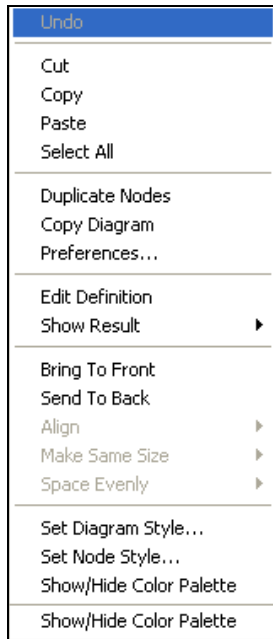 Undo
Cut
Copy
Paste
Select All
Duplicate Nodes
Copy Diagram
Preferences...
Edit Definition
Show Result
Bring To Front
Send To Back
Align
Make Same Size
Space Evenly
Set Diagram Style...
Set Node Style...
Show/Hide Color Palette
Show/Hide Color Palette